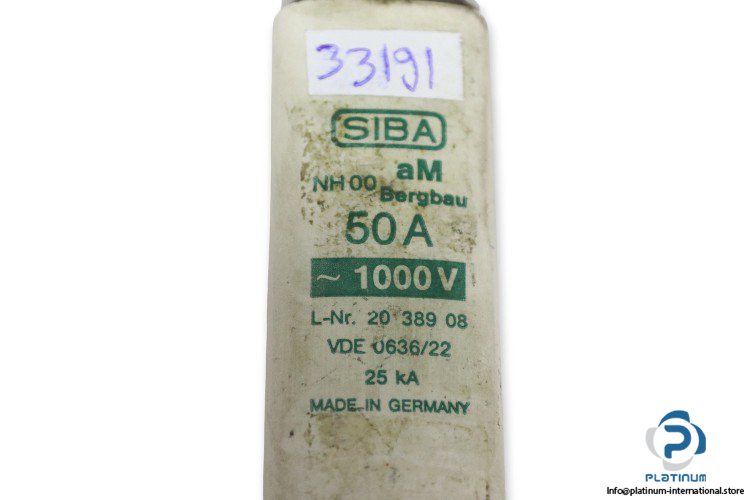 33191
SIBA
NH 00 aM
Bergbau
50 A
~ 1000 V
L-Nr. 20 389 08
VDE 0636/22
25 kA
MADE IN GERMANY
PLATINUM
Info@platinum-international.store